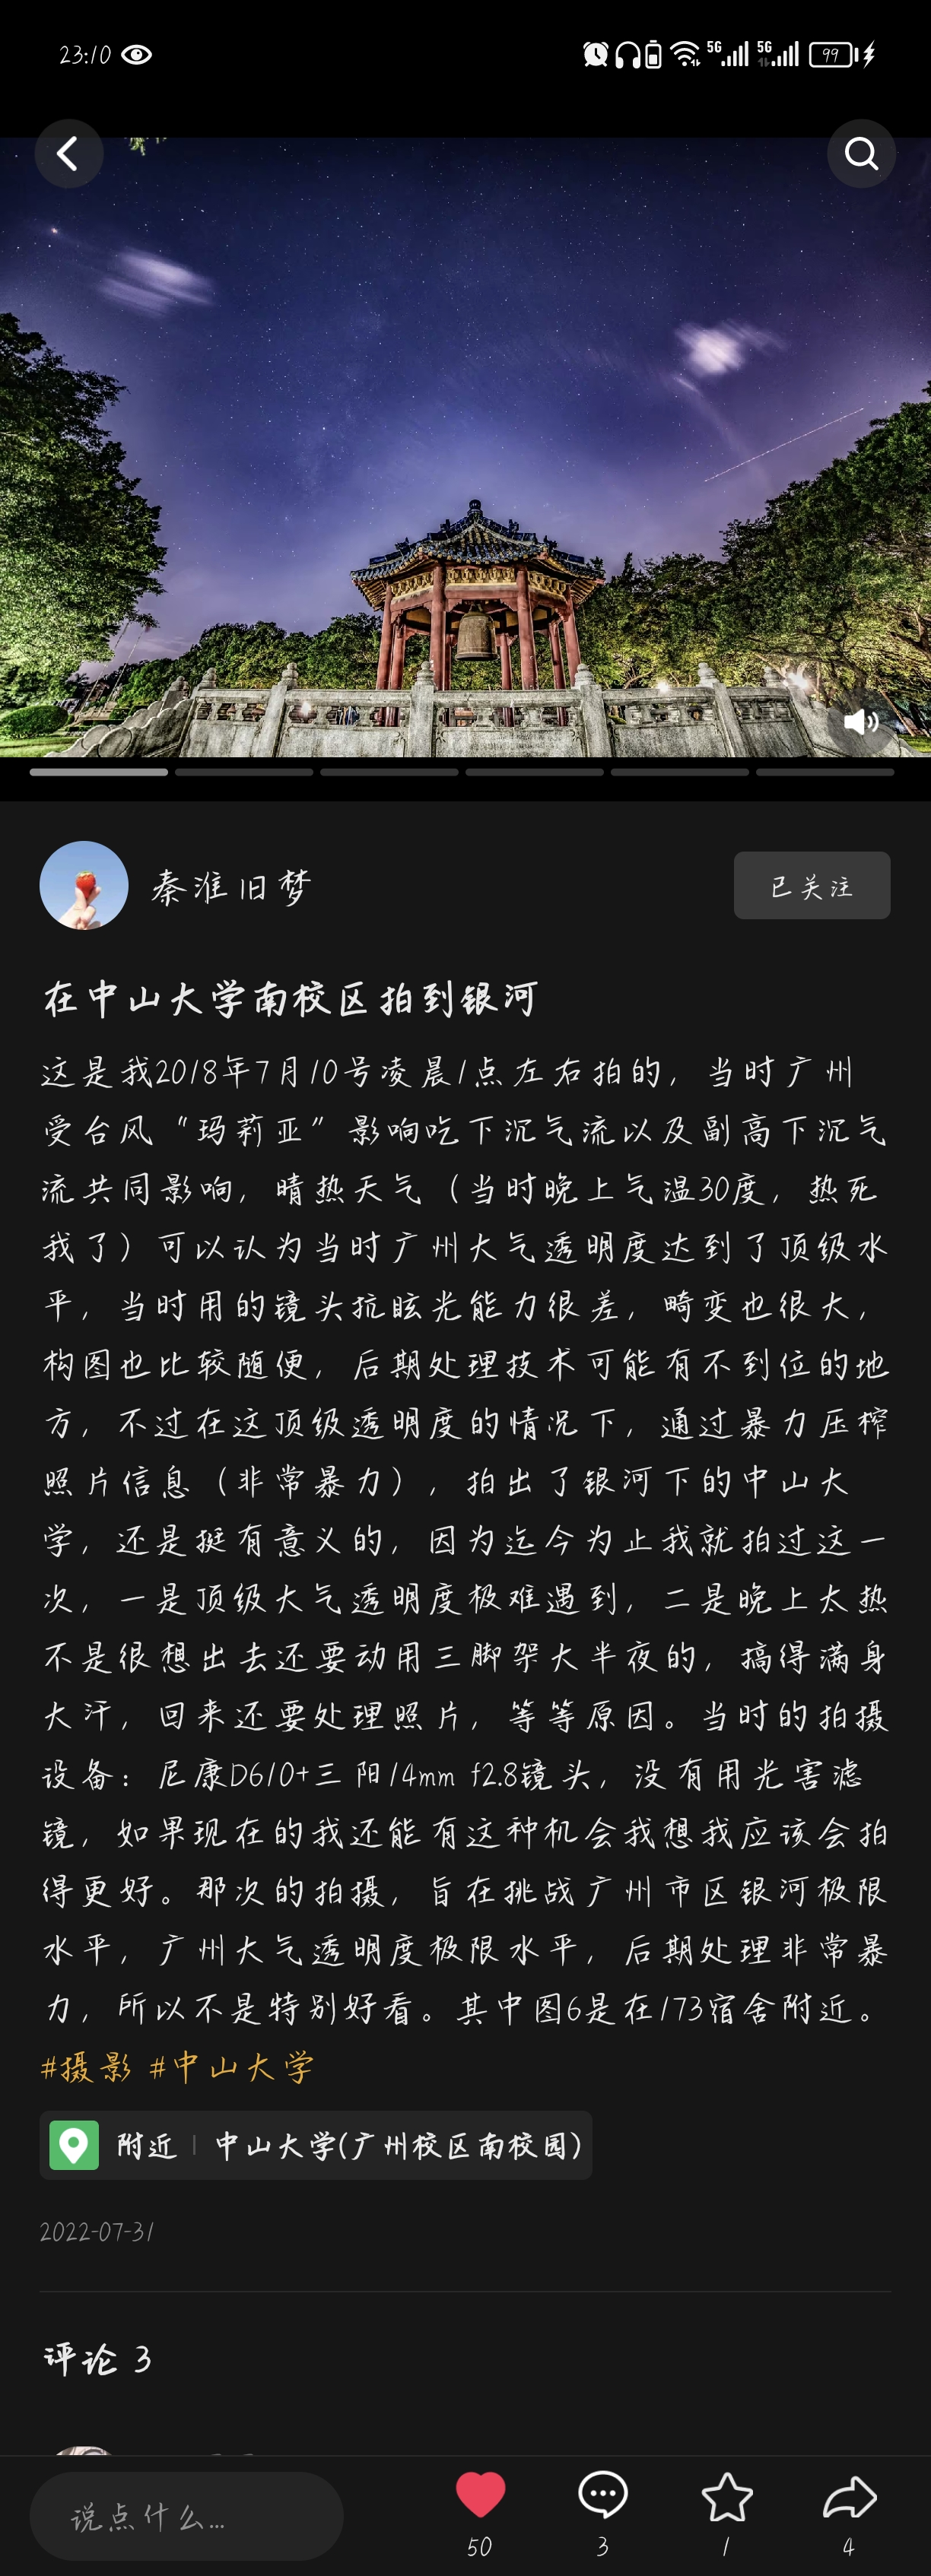 23:10
5G
5G
99
秦淮旧梦
已关注
在中山大学南校区拍到银河
这是我2018年7月10号凌晨1点左右拍的，当时广州
受台风“玛莉亚”影响吃下沉气流以及副高下沉气
流共同影响，晴热天气（当时晚上气温30度，热死
我了）可以认为当时广州大气透明度达到了顶级水
平，当时用的镜头抗眩光能力很差，畸变也很大，
构图也比较随便，后期处理技术可能有不到位的地
方，不过在这顶级透明度的情况下，通过暴力压榨
照片信息（非常暴力），拍出了银河下的中山大
学，还是挺有意义的，因为迄今为止我就拍过这一
次，一是顶级大气透明度极难遇到，二是晚上太热
不是很想出去还要动用三脚架大半夜的，搞得满身
大汗，回来还要处理照片，等等原因。当时的拍摄
设备：尼康D610+三阳14mm f2.8镜头，没有用光害滤
镜，如果现在的我还能有这种机会我想我应该会拍
得更好。那次的拍摄，旨在挑战广州市区银河极限
水平，广州大气透明度极限水平，后期处理非常暴
力，所以不是特别好看。其中图6是在173宿舍附近。
#摄影 #中山大学
附近 | 中山大学(广州校区南校园)
2022-07-31
评论 3
说点什么...
50
3
1
4